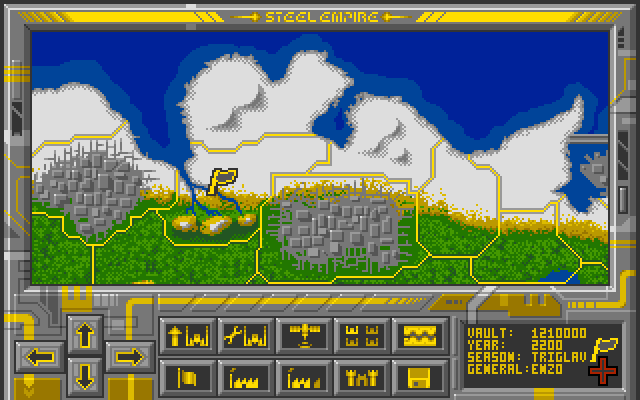 STEEL EMPIRE
VAULT: 1210000
YEAR: 2200
SEASON: TRIGLAV
GENERAL:ENZO